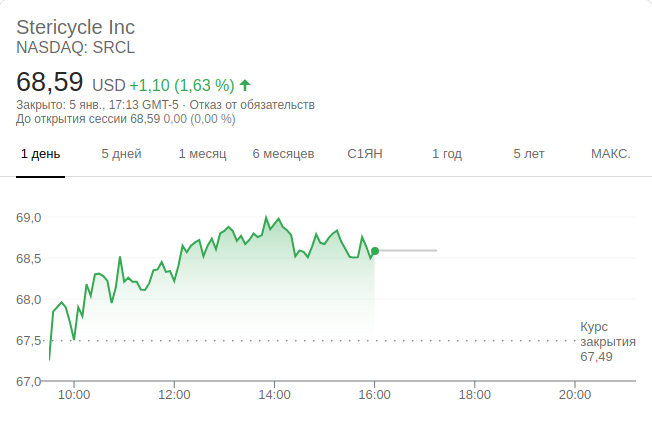 Stericycle Inc
NASDAQ: SRCL
68,59 USD +1,10 (1,63 %)
Закрыто: 5 янв., 17:13 GMT-5 · Отказ от обязательств
До открытия сессии 68,59 0,00 (0,00 %)
1 день 5 дней 1 месяц 6 месяцев С1ЯН 1 год 5 лет МАКС.
69,0
68,5
68,0
67,5
67,0
Курс
закрытия
67,49
10:00 12:00 14:00 16:00 18:00 20:00